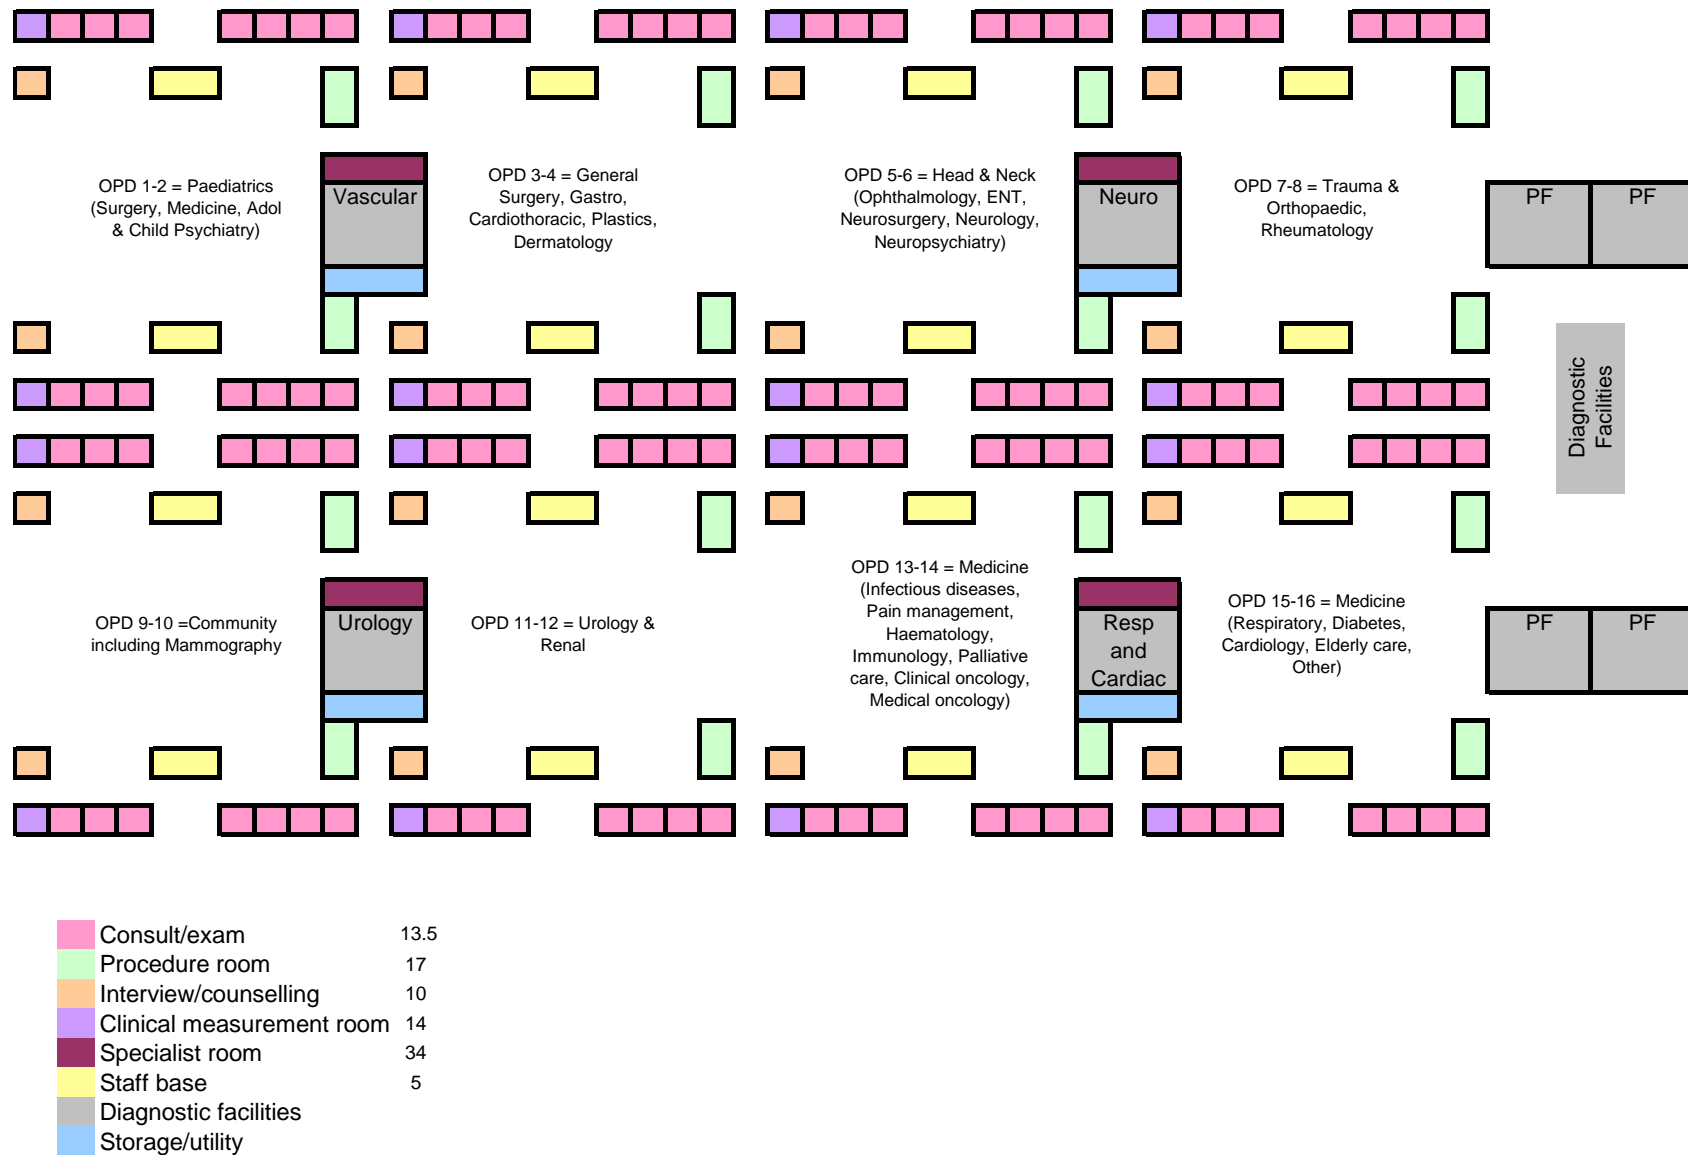 OPD 1-2 = Paediatrics
(Surgery, Medicine, Adol
& Child Psychiatry)
Vascular
OPD 3-4 = General
Surgery, Gastro,
Cardiothoracic, Plastics,
Dermatology
OPD 5-6 = Head & Neck
(Ophthalmology, ENT,
Neurosurgery, Neurology,
Neuropsychiatry)
Neuro
OPD 7-8 = Trauma &
Orthopaedic,
Rheumatology
PF
PF
Diagnostic
Facilities
OPD 9-10 =Community
including Mammography
Urology
OPD 11-12 = Urology &
Renal
OPD 13-14 = Medicine
(Infectious diseases,
Pain management,
Haematology,
Immunology, Palliative
care, Clinical oncology,
Medical oncology)
Resp
and
Cardiac
OPD 15-16 = Medicine
(Respiratory, Diabetes,
Cardiology, Elderly care,
Other)
PF
PF
Consult/exam 13.5
Procedure room 17
Interview/counselling 10
Clinical measurement room 14
Specialist room 34
Staff base 5
Diagnostic facilities
Storage/utility